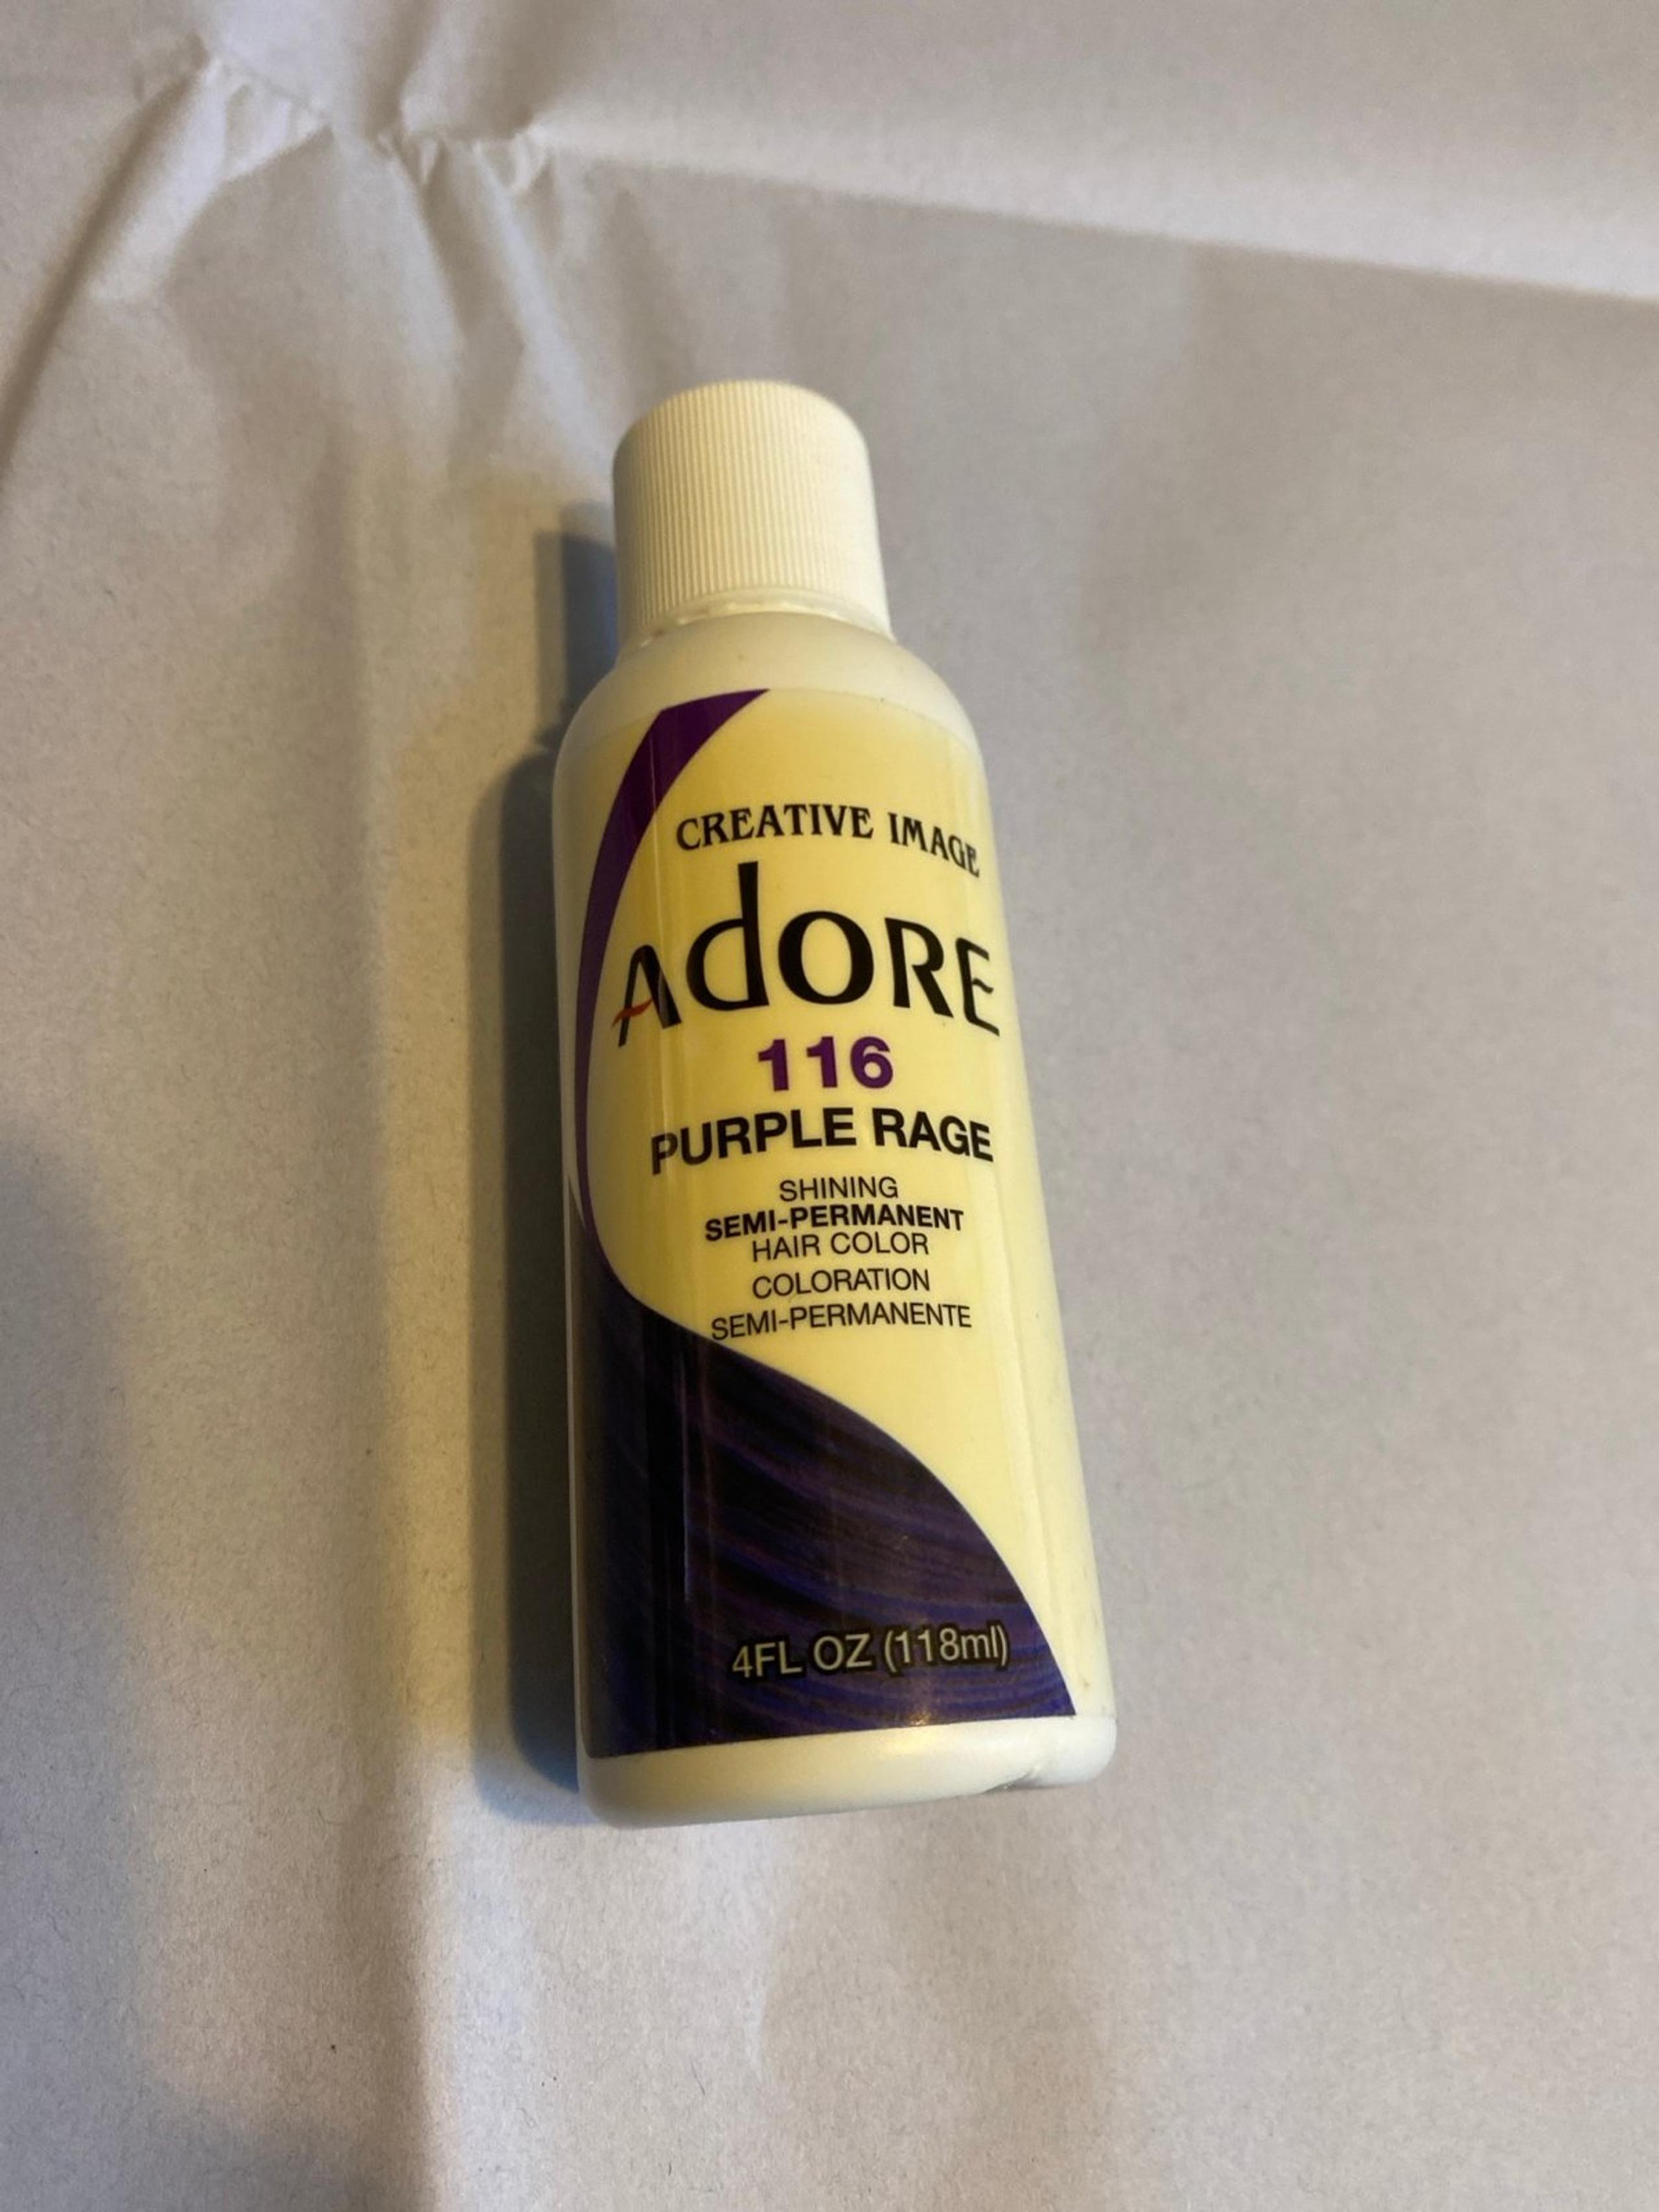 CREATIVE IMAGE
AdORE
116
PURPLE RAGE
SHINING
SEMI-PERMANENT
HAIR COLOR
COLORATION
SEMI-PERMANENTE
4FL OZ (118ml)